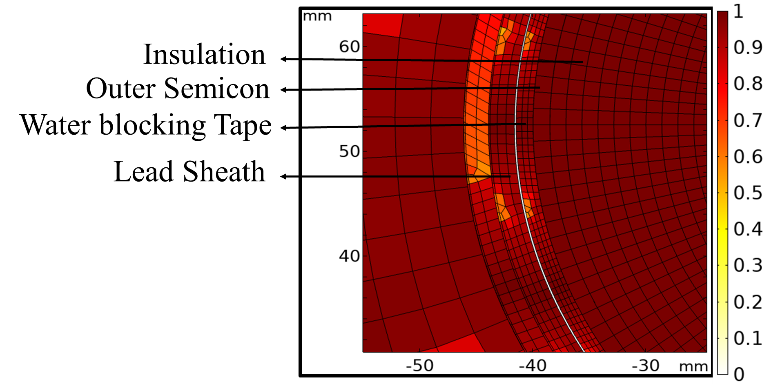 mm
60
50
40
-50 -40 -30 mm
Insulation
Outer Semicon
Water blocking Tape
Lead Sheath
1
0.9
0.8
0.7
0.6
0.5
0.4
0.3
0.2
0.1
0